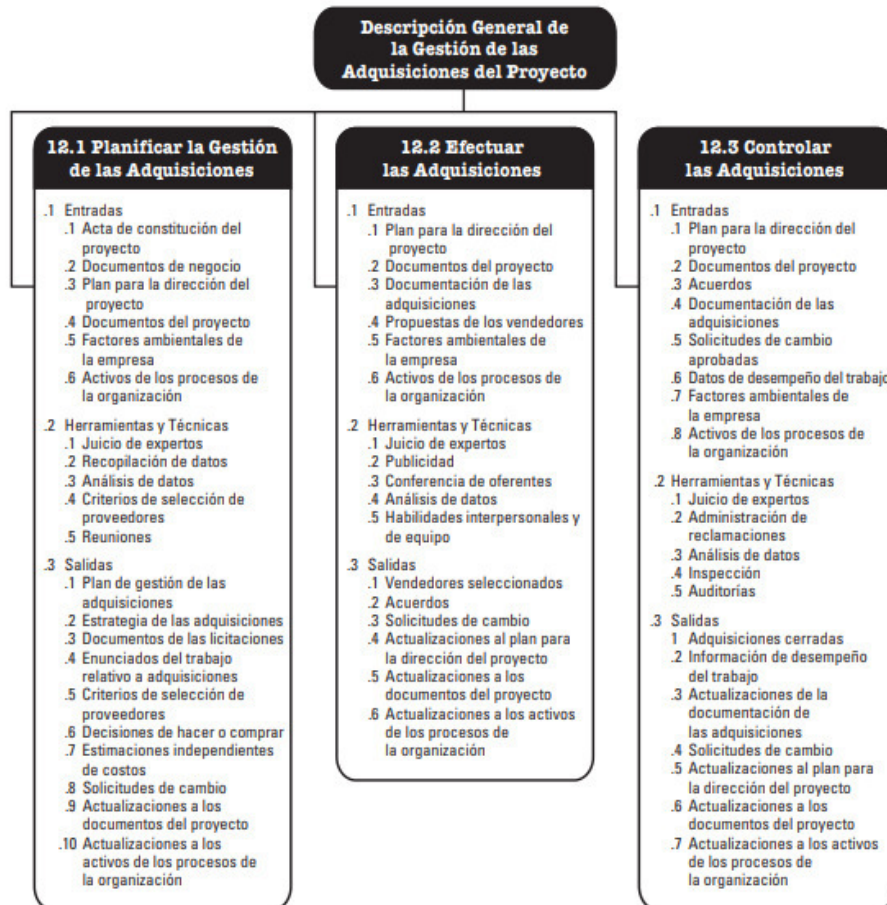 Descripción General de
la Gestión de las
Adquisiciones del Proyecto
12.1 Planificar la Gestión
de las Adquisiciones
.1 Entradas
.1 Acta de constitución del
proyecto
.2 Documentos de negocio
.3 Plan para la dirección del
proyecto
.4 Documentos del proyecto
.5 Factores ambientales de
la empresa
.6 Activos de los procesos de
la organización
.2 Herramientas y Técnicas
.1 Juicio de expertos
.2 Recopilación de datos
.3 Análisis de datos
.4 Criterios de selección de
proveedores
.5 Reuniones
.3 Salidas
.1 Plan de gestión de las
adquisiciones
.2 Estrategia de las adquisiciones
.3 Documentos de las licitaciones
.4 Enunciados del trabajo
relativo a adquisiciones
.5 Criterios de selección de
proveedores
.6 Decisiones de hacer o comprar
.7 Estimaciones independientes
de costos
.8 Solicitudes de cambio
.9 Actualizaciones a los
documentos del proyecto
.10 Actualizaciones a los
activos de los procesos de
la organización
12.2 Efectuar
las Adquisiciones
.1 Entradas
.1 Plan para la dirección del
proyecto
.2 Documentos del proyecto
.3 Documentación de las
adquisiciones
.4 Propuestas de los vendedores
.5 Factores ambientales de
la empresa
.6 Activos de los procesos de
la organización
.2 Herramientas y Técnicas
.1 Juicio de expertos
.2 Publicidad
.3 Conferencia de oferentes
.4 Análisis de datos
.5 Habilidades interpersonales y
de equipo
.3 Salidas
.1 Vendedores seleccionados
.2 Acuerdos
.3 Solicitudes de cambio
.4 Actualizaciones al plan para
la dirección del proyecto
.5 Actualizaciones a los
documentos del proyecto
.6 Actualizaciones a los activos
de los procesos de
la organización
12.3 Controlar
las Adquisiciones
.1 Entradas
.1 Plan para la dirección del
proyecto
.2 Documentos del proyecto
.3 Acuerdos
.4 Documentación de las
adquisiciones
.5 Solicitudes de cambio
aprobadas
.6 Datos de desempeño del trabajo
.7 Factores ambientales de
la empresa
.8 Activos de los procesos de
la organización
.2 Herramientas y Técnicas
.1 Juicio de expertos
.2 Administración de
reclamaciones
.3 Análisis de datos
.4 Inspección
.5 Auditorías
.3 Salidas
1 Adquisiciones cerradas
.2 Información de desempeño
del trabajo
.3 Actualizaciones de la
documentación de
las adquisiciones
.4 Solicitudes de cambio
.5 Actualizaciones al plan para
la dirección del proyecto
.6 Actualizaciones a los
documentos del proyecto
.7 Actualizaciones a los activos
de los procesos de
la organización